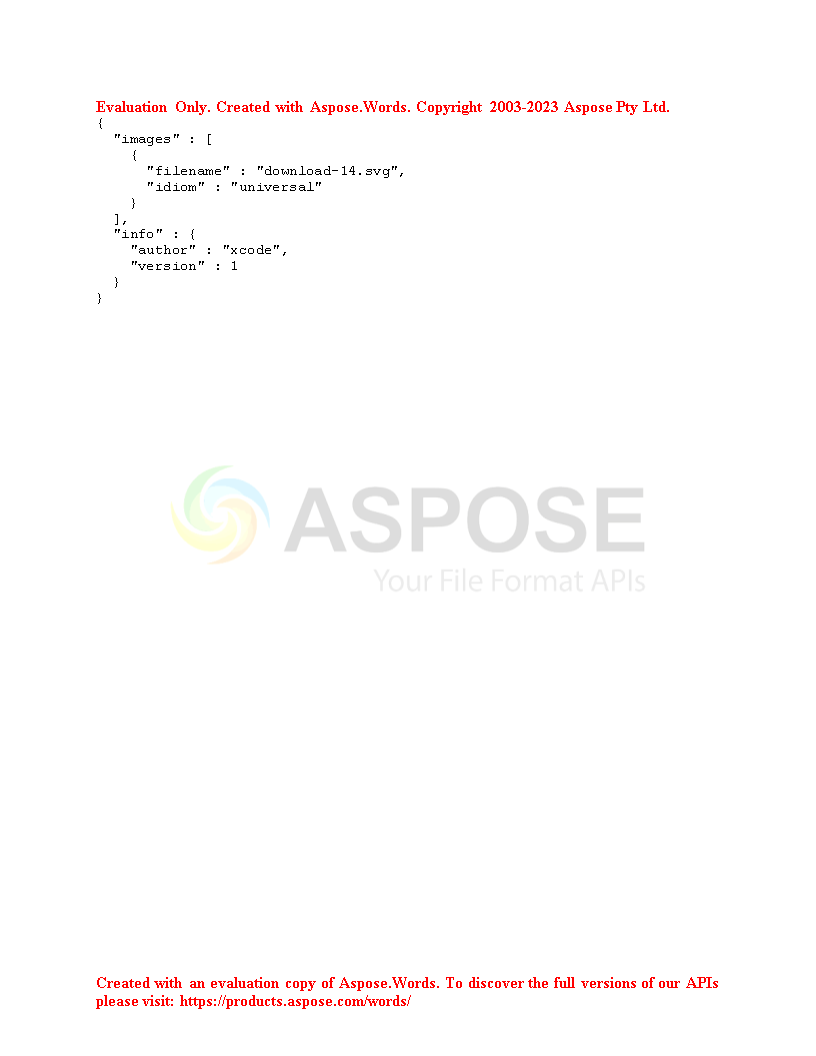 Evaluation Only. Created with Aspose.Words. Copyright 2003-2023 Aspose Pty Ltd.
{
  "images" : [
    {
      "filename" : "download-14.svg",
      "idiom" : "universal"
    }
  ],
  "info" : {
    "author" : "xcode",
    "version" : 1
  }
}
ASPOSE
Your File Format APIs
Created with an evaluation copy of Aspose.Words. To discover the full versions of our APIs
please visit: https://products.aspose.com/words/